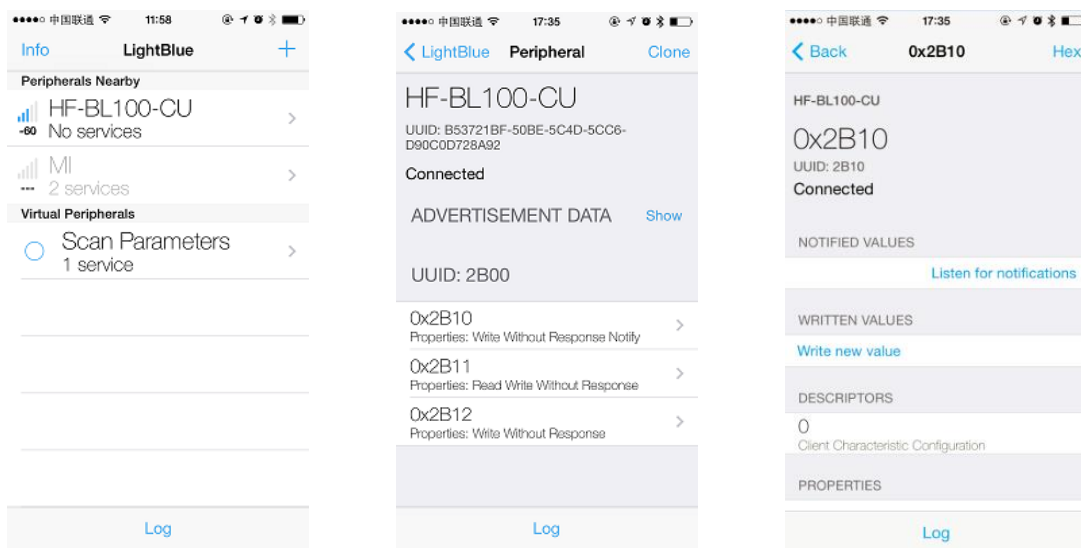 中国联通
11:58
Info
LightBlue
+
Peripherals Nearby
HF-BL100-CU
-60
No services
MI
---
2 services
Virtual Peripherals
Scan Parameters
1 service
Log
中国联通
17:35
LightBlue
Peripheral
Clone
HF-BL100-CU
UUID: B53721BF-50BE-5C4D-5CC6-
D90C0D728A92
Connected
ADVERTISEMENT DATA
Show
UUID: 2B00
0x2B10
Properties: Write Without Response Notify
0x2B11
Properties: Read Write Without Response
0x2B12
Properties: Write Without Response
Log
中国联通
17:35
Back
0x2B10
Hex
HF-BL100-CU
0x2B10
UUID: 2B10
Connected
NOTIFIED VALUES
Listen for notifications
WRITTEN VALUES
Write new value
DESCRIPTORS
0
Client Characteristic Configuration
PROPERTIES
Log